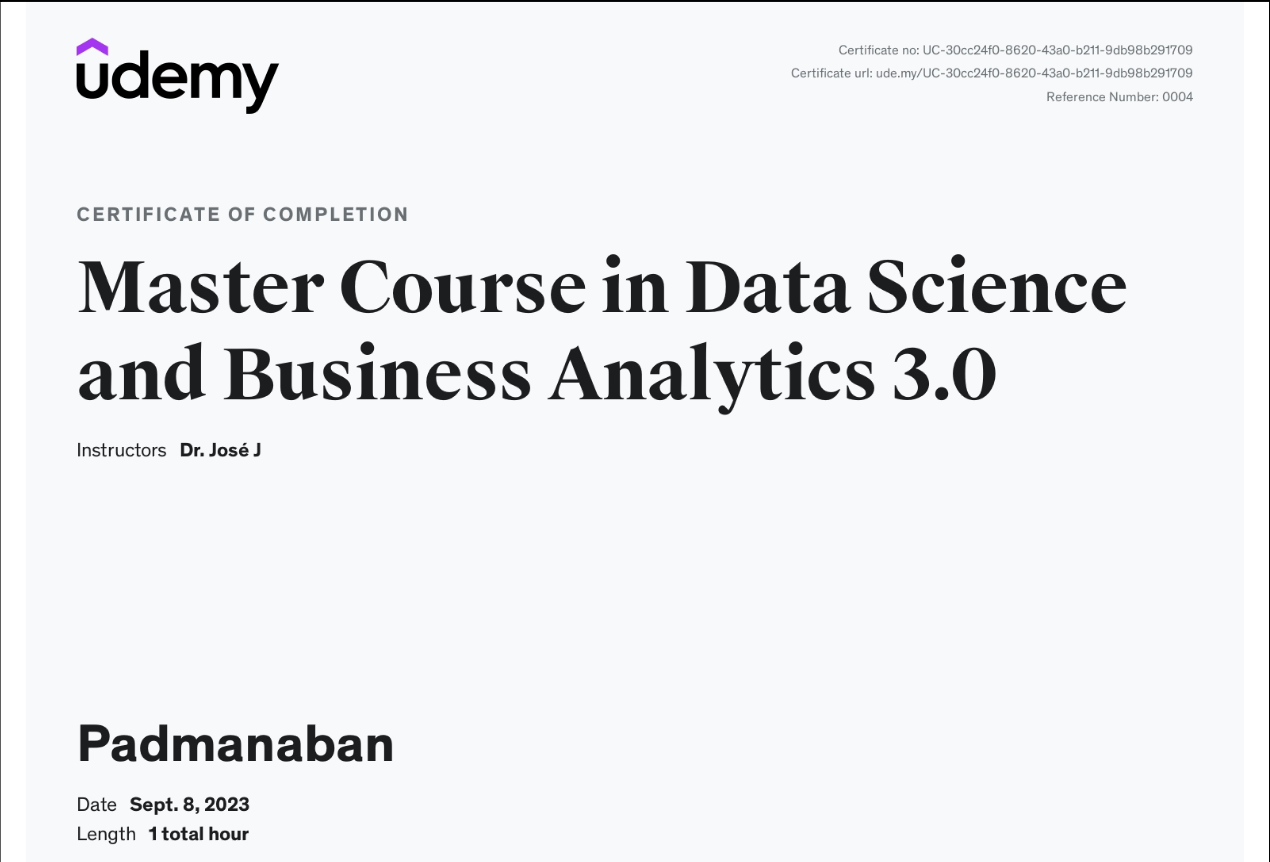 udemy
Certificate no: UC-30cc24f0-8620-43a0-b211-9db98b291709
Certificate url: ude.my/UC-30cc24f0-8620-43a0-b211-9db98b291709
Reference Number: 0004
CERTIFICATE OF COMPLETION
Master Course in Data Science
and Business Analytics 3.0
Instructors Dr. José J
Padmanaban
Date Sept. 8, 2023
Length 1 total hour